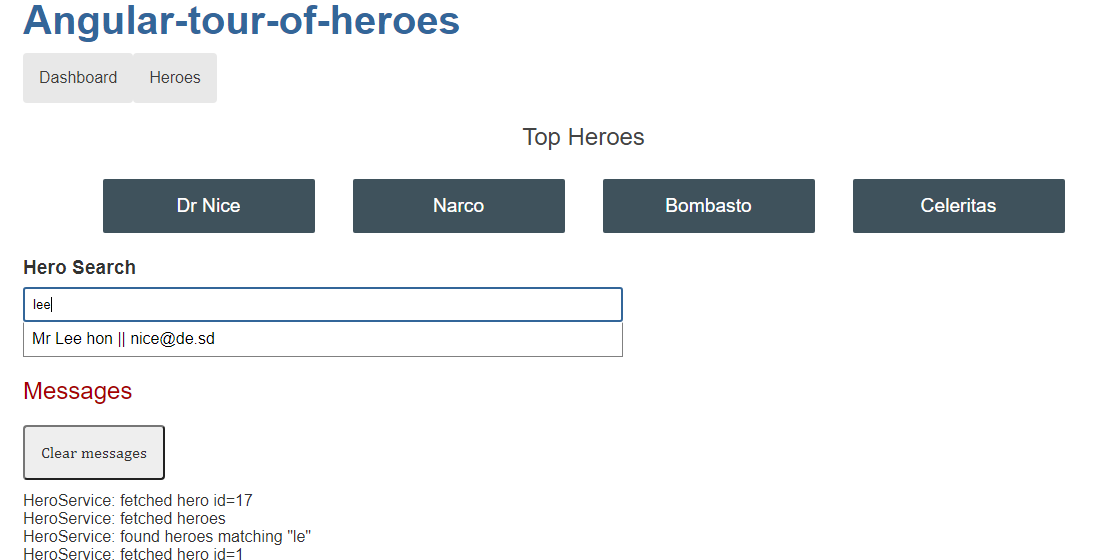 Angular-tour-of-heroes
Dashboard Heroes
Top Heroes
Dr Nice Narco Bombasto Celeritas
Hero Search
lee
Mr Lee hon || nice@de.sd
Messages
Clear messages
HeroService: fetched hero id=17
HeroService: fetched heroes
HeroService: found heroes matching "le"
HeroService: fetched hero id=1